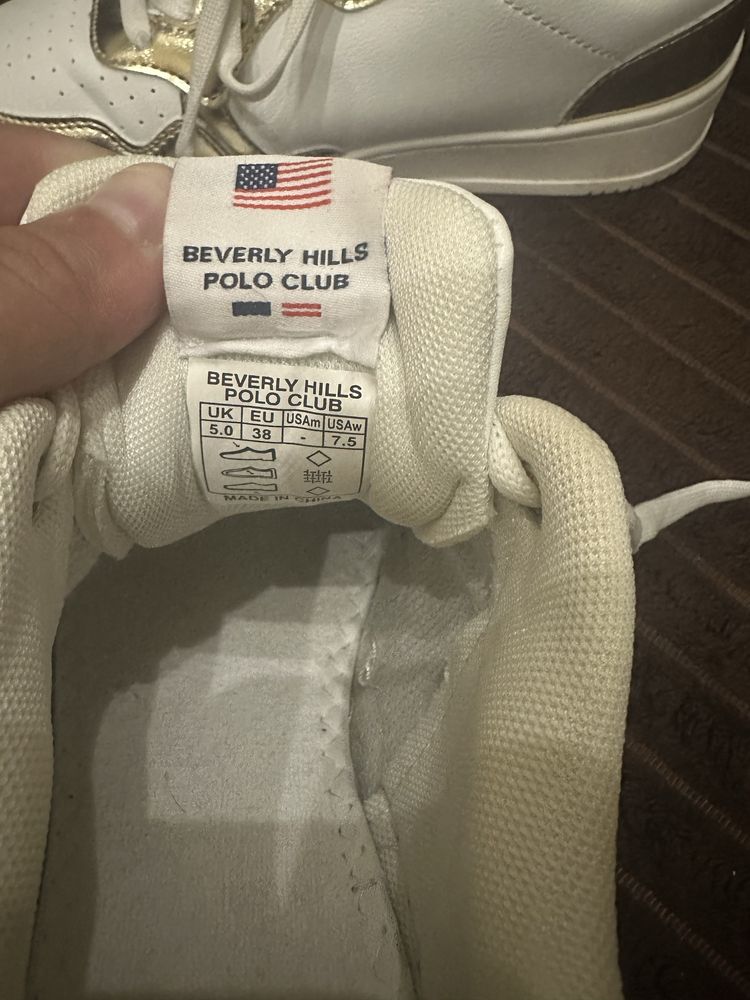 BEVERLY HILLS
POLO CLUB
BEVERLY HILLS
POLO CLUB
UK EU USAm USAw
5.0 38 - 7.5
MADE IN CHINA